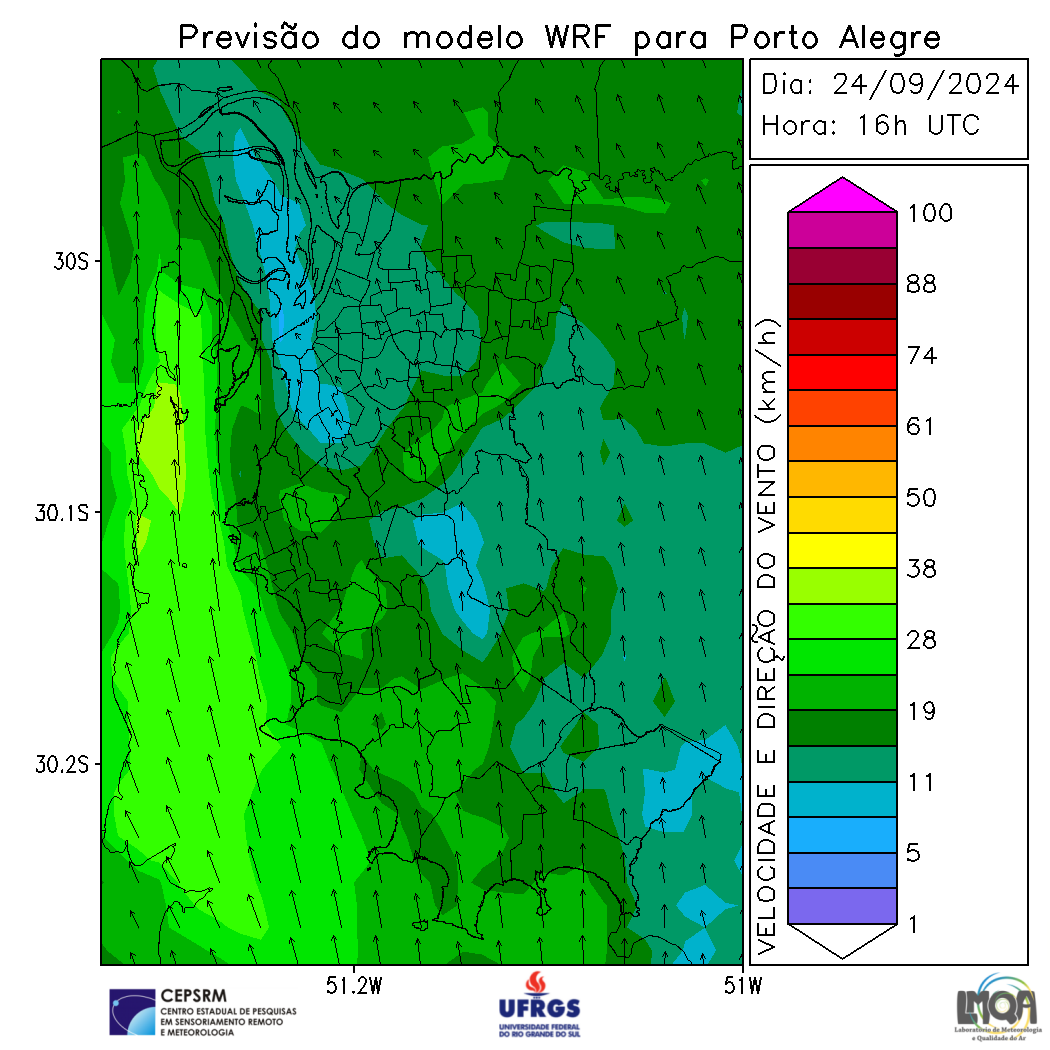 Previsão do modelo WRF para Porto Alegre
Dia: 24/09/2024
Hora: 16h UTC
30S
30.1S
30.2S
51.2W
51W
VELOCIDADE E DIREÇÃO DO VENTO (km/h)
100
88
74
61
50
38
28
19
11
5
1
CEPSRM
CENTRO ESTADUAL DE PESQUISAS
EM SENSORIAMENTO REMOTO
E METEOROLOGIA
UFRGS
UNIVERSIDADE FEDERAL
DO RIO GRANDE DO SUL
LMQA
Laboratório de Meteorologia
e Qualidade do Ar